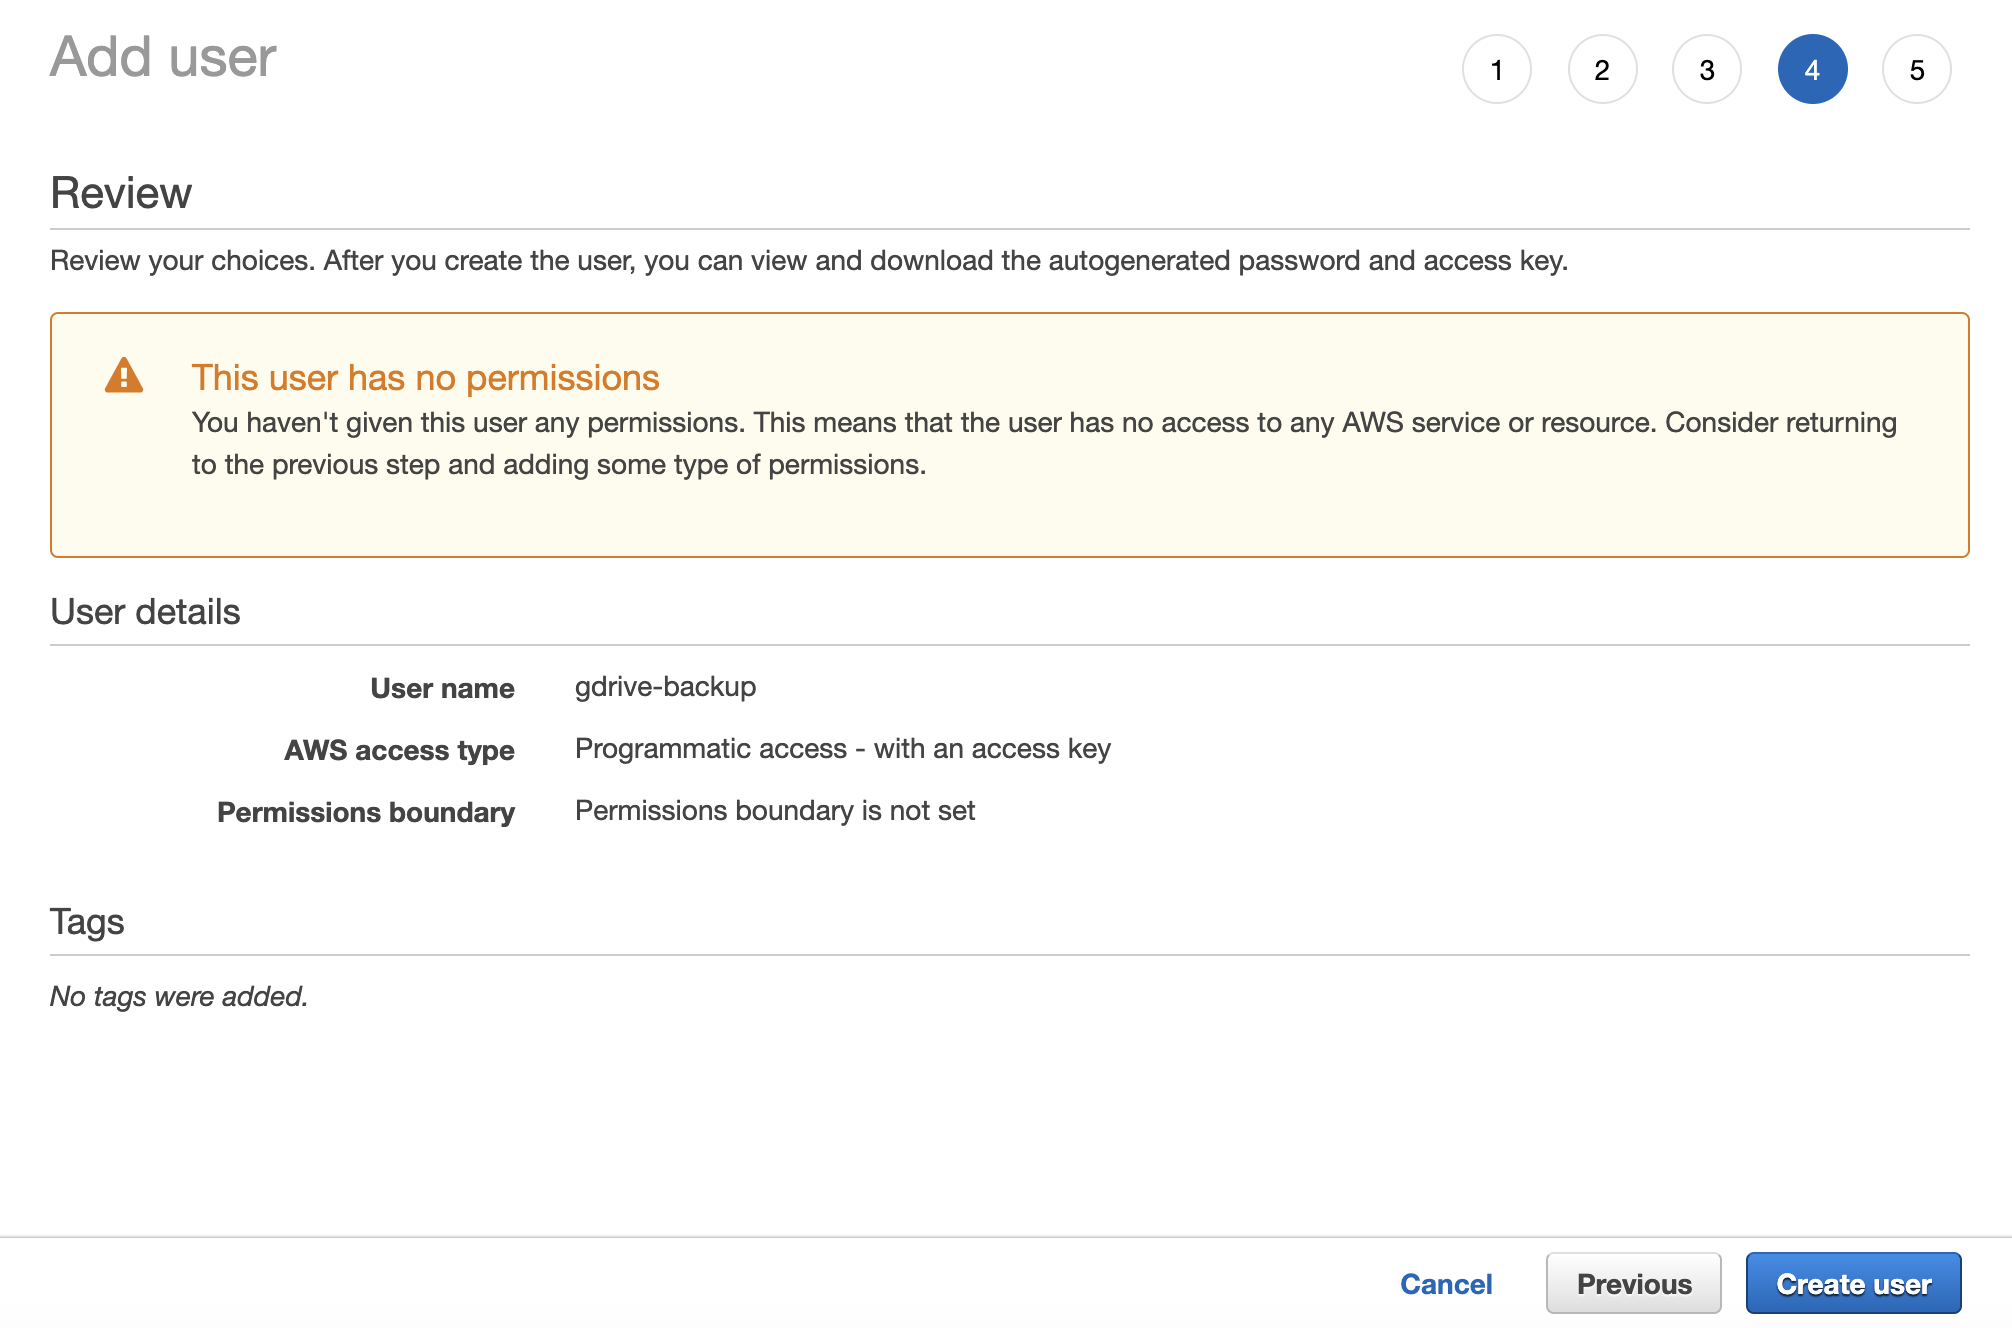 Add user
1 2 3 4 5
Review
Review your choices. After you create the user, you can view and download the autogenerated password and access key.
This user has no permissions
You haven't given this user any permissions. This means that the user has no access to any AWS service or resource. Consider returning
to the previous step and adding some type of permissions.
User details
User name gdrive-backup
AWS access type Programmatic access - with an access key
Permissions boundary Permissions boundary is not set
Tags
No tags were added.
Cancel Previous Create user